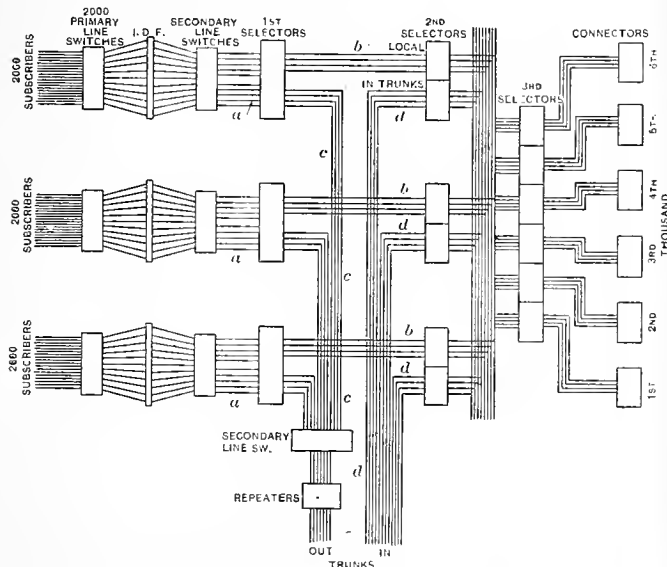 2000
PRIMARY
LINE
SWITCHES
I. D. F.
SECONDARY
LINE
SWITCHES
1ST
SELECTORS
2ND
SELECTORS
LOCAL
CONNECTORS
2000
SUBSCRIBERS
a
b
c
IN TRUNKS
d
3RD
SELECTORS
6TH
5TH
2000
SUBSCRIBERS
a
b
d
c
4TH
3RD
THOUSAND
2000
SUBSCRIBERS
a
b
d
c
2ND
1ST
SECONDARY
LINE SW.
d
REPEATERS
OUT
IN
TRUNKS